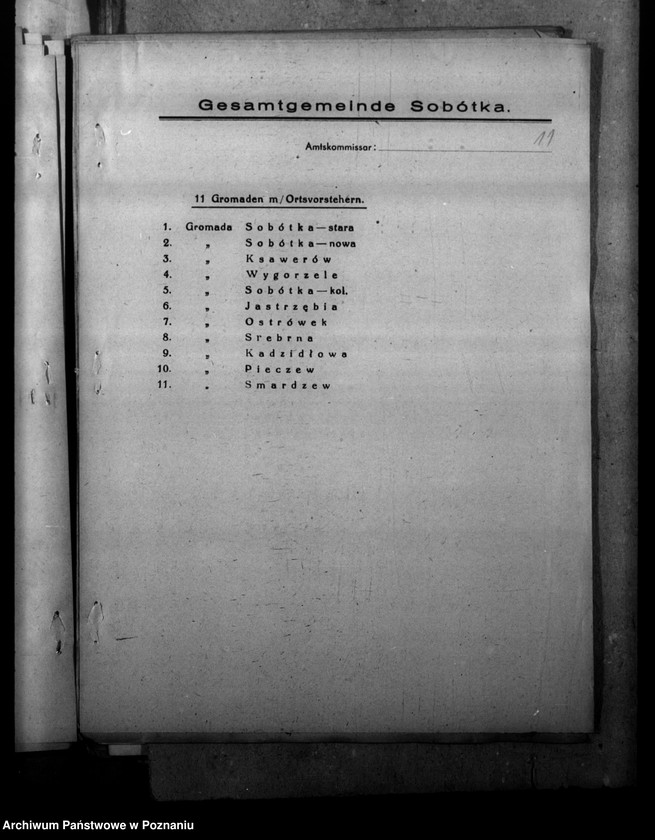 Gesamtgemeinde Sobótka.
Amtskommissar:
11
11 Gromaden m/Ortsvorstehern.
1. Gromada Sobótka—stara
2. „ Sobótka—nowa
3. „ Ksawerów
4. „ Wygorzele
5. „ Sobótka—kol.
6. „ Jastrzębia
7. „ Ostrówek
8. „ Srebrna
9. „ Kadzidłowa
10. „ Pieczew
11. „ Smardzew
Archiwum Państwowe w Poznaniu